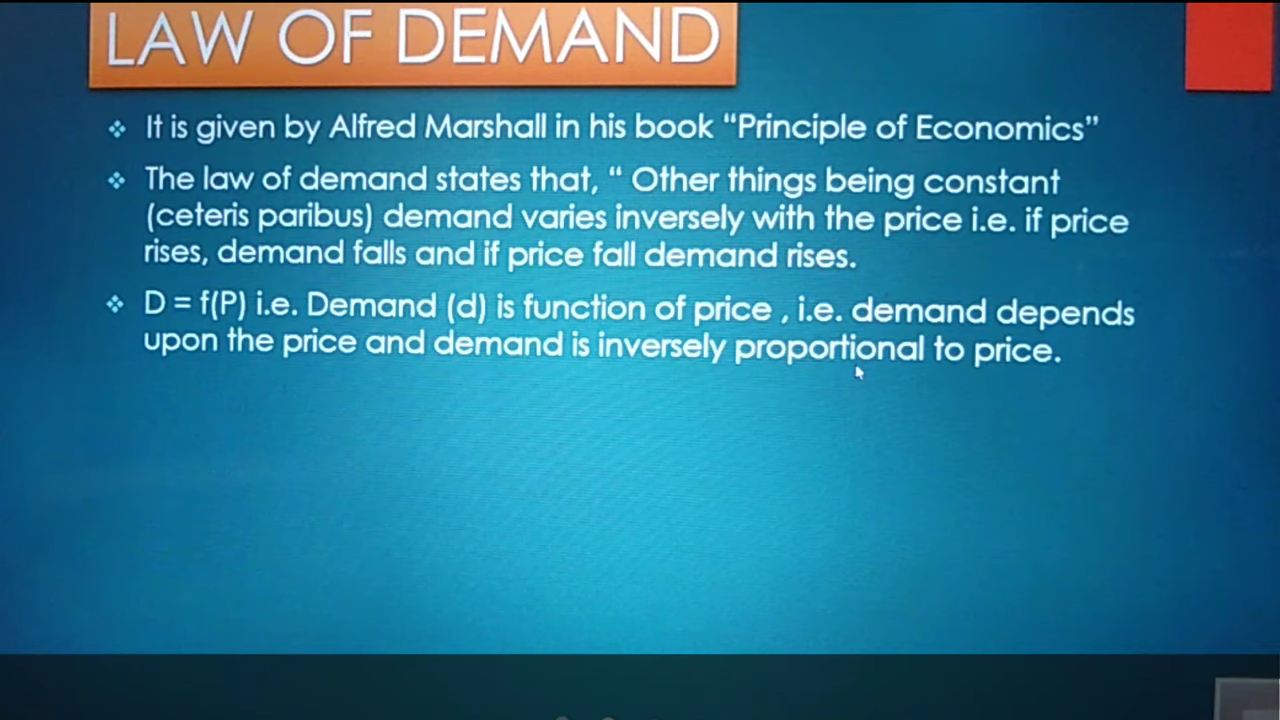 LAW OF DEMAND
It is given by Alfred Marshall in his book “Principle of Economics”
The law of demand states that, “ Other things being constant
(ceteris paribus) demand varies inversely with the price i.e. if price
rises, demand falls and if price fall demand rises.
D = f(P) i.e. Demand (d) is function of price , i.e. demand depends
upon the price and demand is inversely proportional to price.